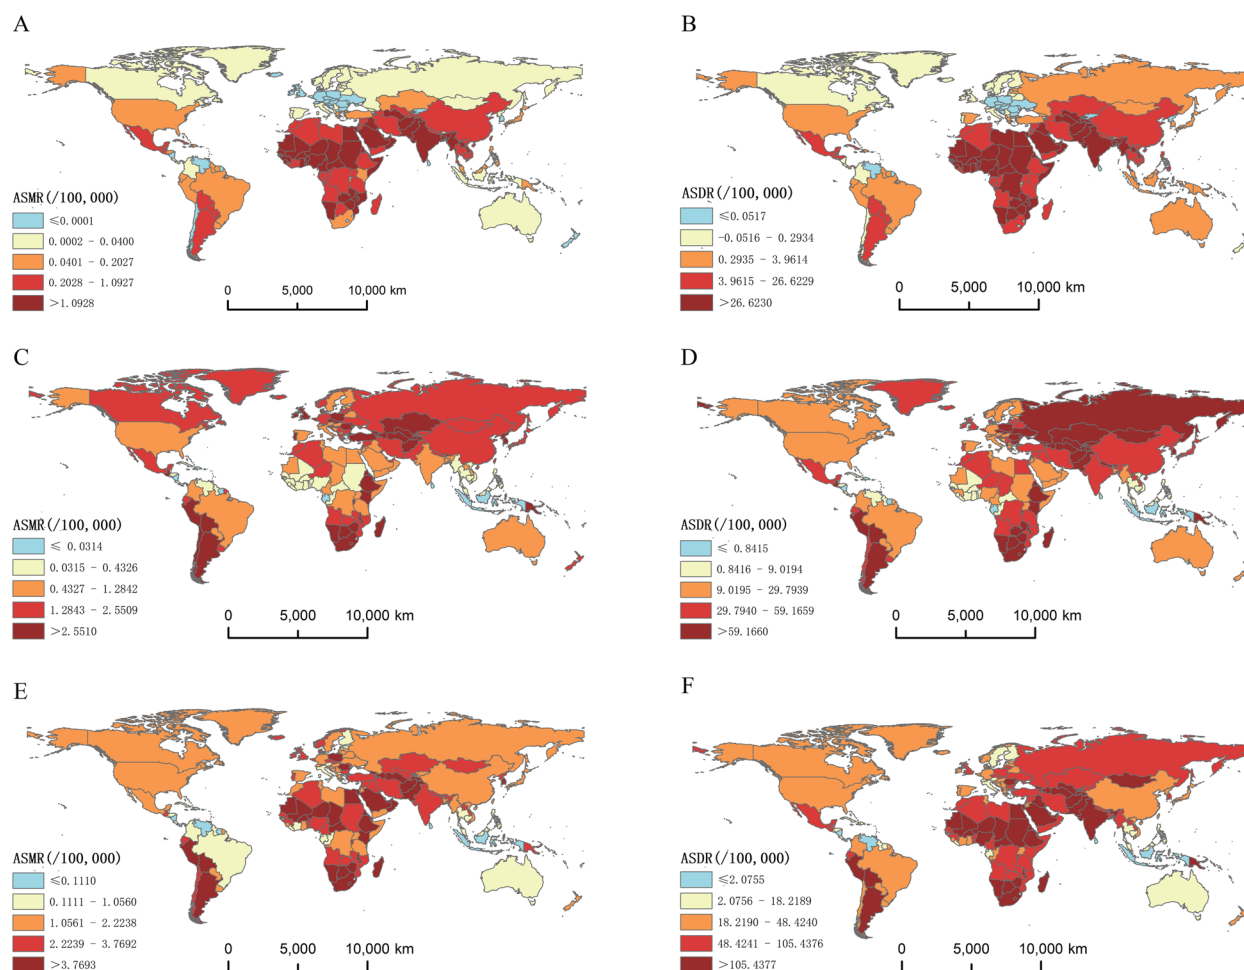 A
ASMR(/100,000)
≤0.0001
0.0002 - 0.0400
0.0401 - 0.2027
0.2028 - 1.0927
>1.0928
0 5,000 10,000 km
B
ASDR(/100,000)
≤0.0517
-0.0516 - 0.2934
0.2935 - 3.9614
3.9615 - 26.6229
>26.6230
0 5,000 10,000 km
C
ASMR(/100,000)
≤ 0.0314
0.0315 - 0.4326
0.4327 - 1.2842
1.2843 - 2.5509
>2.5510
0 5,000 10,000 km
D
ASDR(/100,000)
≤ 0.8415
0.8416 - 9.0194
9.0195 - 29.7939
29.7940 - 59.1659
>59.1660
0 5,000 10,000 km
E
ASMR(/100,000)
≤0.1110
0.1111 - 1.0560
1.0561 - 2.2238
2.2239 - 3.7692
>3.7693
0 5,000 10,000 km
F
ASDR(/100,000)
≤2.0755
2.0756 - 18.2189
18.2190 - 48.4240
48.4241 - 105.4376
>105.4377
0 5,000 10,000 km